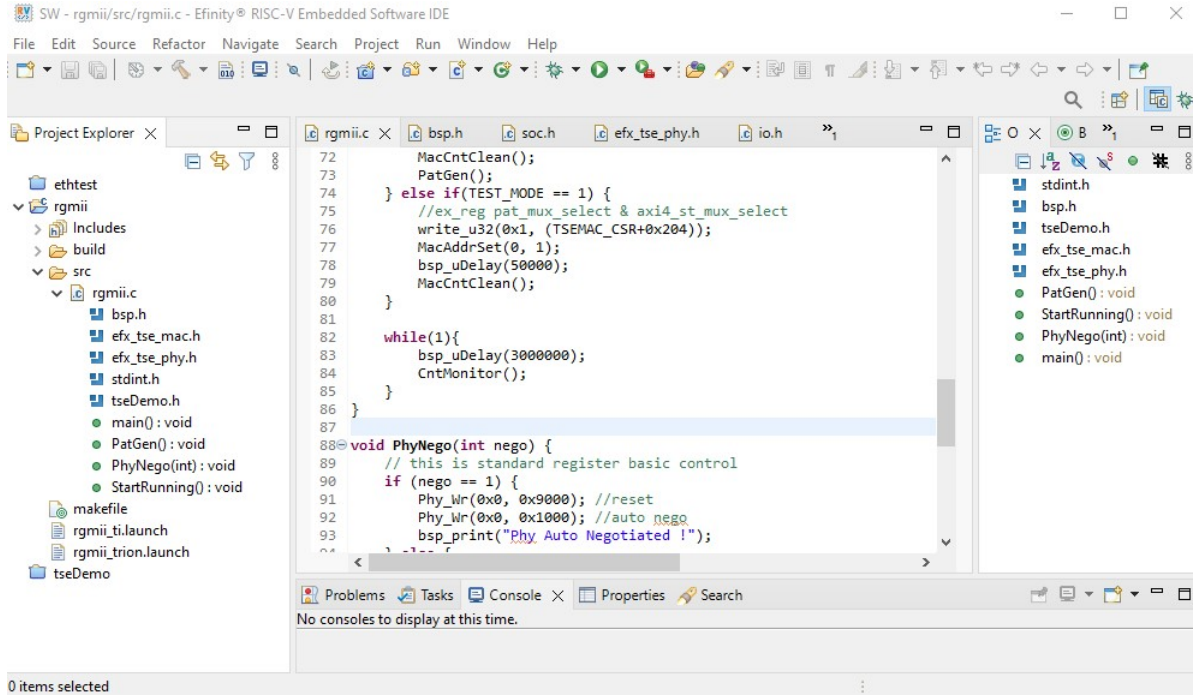 SW - rgmii/src/rgmii.c - Efinity® RISC-V Embedded Software IDE
File Edit Source Refactor Navigate Search Project Run Window Help
Project Explorer
ethtest
rgmii
Includes
build
src
rgmii.c
bsp.h
efx_tse_mac.h
efx_tse_phy.h
stdint.h
tseDemo.h
main() : void
PatGen() : void
PhyNego(int) : void
StartRunning() : void
makefile
rgmii_ti.launch
rgmii_trion.launch
tseDemo
rgmii.c bsp.h soc.h efx_tse_phy.h io.h »1
72 MacCntClean();
73 PatGen();
74 } else if(TEST_MODE == 1) {
75 //ex_reg pat_mux_select & axi4_st_mux_select
76 write_u32(0x1, (TSEMAC_CSR+0x204));
77 MacAddrSet(0, 1);
78 bsp_uDelay(50000);
79 MacCntClean();
80 }
81
82 while(1){
83 bsp_uDelay(3000000);
84 CntMonitor();
85 }
86 }
87
88 void PhyNego(int nego) {
89 // this is standard register basic control
90 if (nego == 1) {
91 Phy_Wr(0x0, 0x9000); //reset
92 Phy_Wr(0x0, 0x1000); //auto nego
93 bsp_print("Phy Auto Negotiated !");
94 } else {
O B »1
stdint.h
bsp.h
tseDemo.h
efx_tse_mac.h
efx_tse_phy.h
PatGen() : void
StartRunning() : void
PhyNego(int) : void
main() : void
Problems Tasks Console Properties Search
No consoles to display at this time.
0 items selected